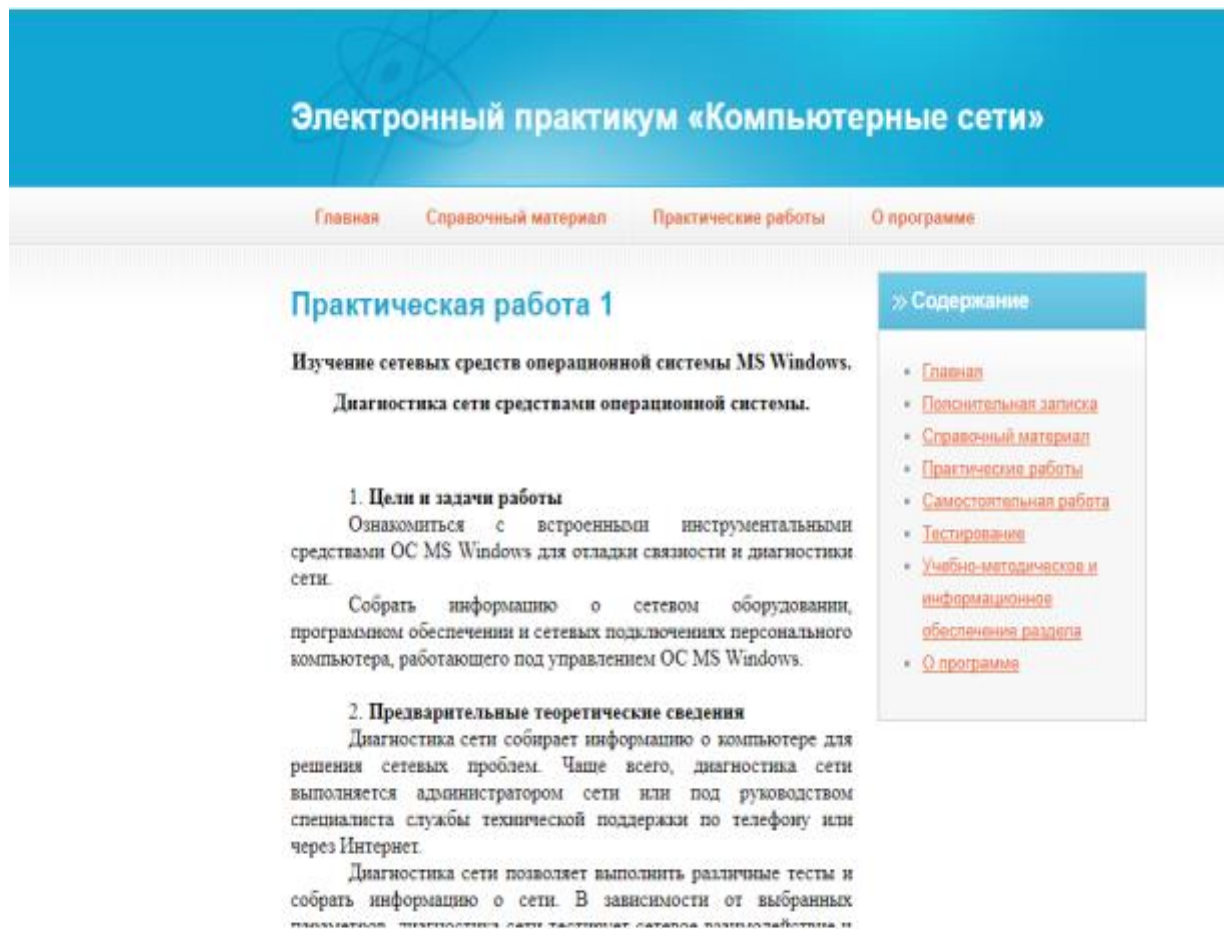 Электронный практикум «Компьютерные сети»
Главная Справочный материал Практические работы О программе
Практическая работа 1
Изучение сетевых средств операционной системы MS Windows.
Диагностика сети средствами операционной системы.
1. Цели и задачи работы
Ознакомиться с встроенными инструментальными
средствами ОС MS Windows для отладки связности и диагностики
сети.
Собрать информацию о сетевом оборудовании,
программном обеспечении и сетевых подключениях персонального
компьютера, работающего под управлением ОС MS Windows.
2. Предварительные теоретические сведения
Диагностика сети собирает информацию о компьютере для
решения сетевых проблем. Чаще всего, диагностика сети
выполняется администратором сети или под руководством
специалиста службы технической поддержки по телефону или
через Интернет.
Диагностика сети позволяет выполнить различные тесты и
собрать информацию о сети. В зависимости от выбранных
параметров, диагностика сети тестирует сетевое взаимодействие и
» Содержание
Главная
Пояснительная записка
Справочный материал
Практические работы
Самостоятельная работа
Тестирование
Учебно-методическое и
информационное
обеспечение раздела
О программе